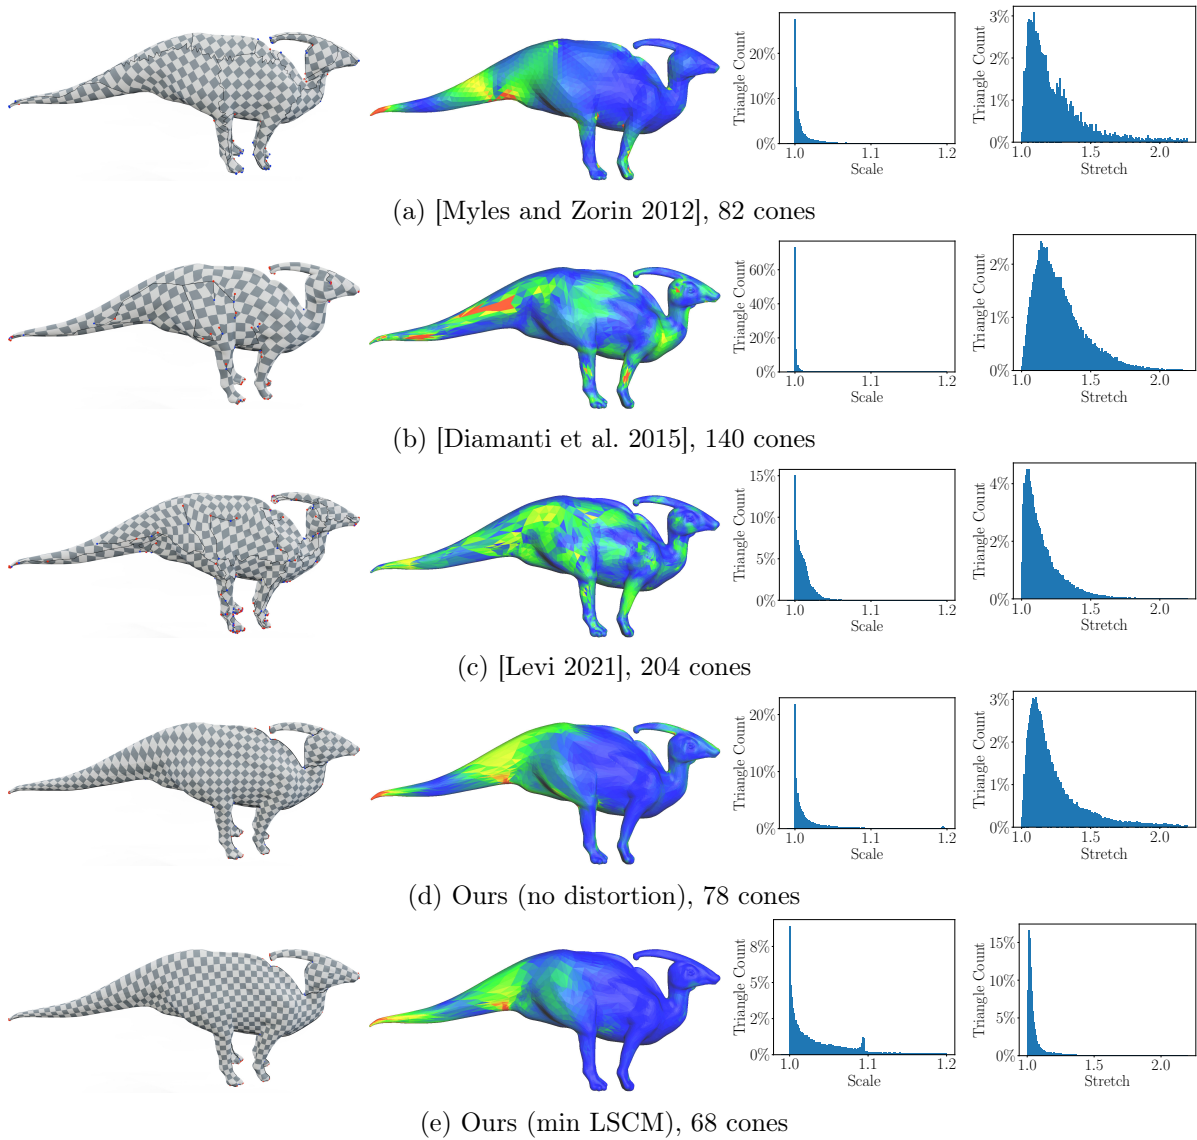 20%
10%
0%
Triangle Count
1.0 1.1 1.2
Scale
3%
2%
1%
0%
Triangle Count
1.0 1.5 2.0
Stretch
(a) [Myles and Zorin 2012], 82 cones
60%
40%
20%
0%
Triangle Count
1.0 1.1 1.2
Scale
2%
1%
0%
Triangle Count
1.0 1.5 2.0
Stretch
(b) [Diamanti et al. 2015], 140 cones
15%
10%
5%
0%
Triangle Count
1.0 1.1 1.2
Scale
4%
2%
0%
Triangle Count
1.0 1.5 2.0
Stretch
(c) [Levi 2021], 204 cones
20%
10%
0%
Triangle Count
1.0 1.1 1.2
Scale
3%
2%
1%
0%
Triangle Count
1.0 1.5 2.0
Stretch
(d) Ours (no distortion), 78 cones
8%
5%
2%
0%
Triangle Count
1.0 1.1 1.2
Scale
15%
10%
5%
0%
Triangle Count
1.0 1.5 2.0
Stretch
(e) Ours (min LSCM), 68 cones